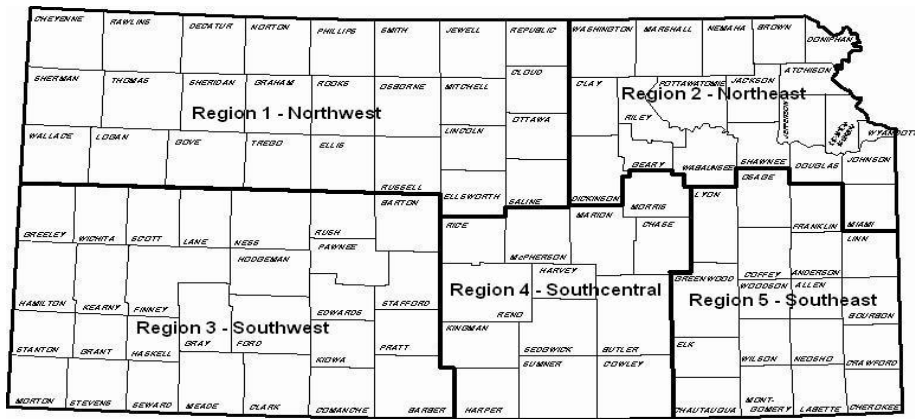 CHEYENNE RAWLINS DECATUR NORTON PHILLIPS SMITH JEWELL REPUBLIC WASHINGTON MARSHALL NEMAHA BROWN DONIPHAN
SHERMAN THOMAS SHERIDAN GRAHAM ROOKS OSBORNE MITCHELL CLOUD CLAY POTTAWATOMIE JACKSON ATCHISON
Region 1 - Northwest
Region 2 - Northeast
OTTAWA RILEY JEFFERSON WYANDOTT
WALLACE LOGAN GOVE TREGO ELLIS LINCOLN
RUSSELL ELLSWORTH SALINE DICKINSON GEARY WABAUNSEE SHAWNEE DOUGLAS JOHNSON
BARTON RICE MARION MORRIS LYON OSAGE
GREELEY WICHITA SCOTT LANE NESS RUSH CHASE FRANKLIN MIAMI
PAWNEE McPHERSON LINN
HODGEMAN HARVEY
HAMILTON KEARNY FINNEY STAFFORD GREENWOOD COFFEY ANDERSON
Region 4 - Southcentral
WOODSON ALLEN
Region 5 - Southeast
EDWARDS RENO BOURBON
Region 3 - Southwest
STANTON GRANT HASKELL GRAY FORD KIOWA PRATT KINGMAN SEDGWICK BUTLER ELK WILSON NEOSHO CRAWFORD
SUMNER COWLEY
MORTON STEVENS SEWARD MEADE CLARK COMANCHE BARBER HARPER CHAUTAUQUA MONT-
GOMERY LABETTE CHEROKEE